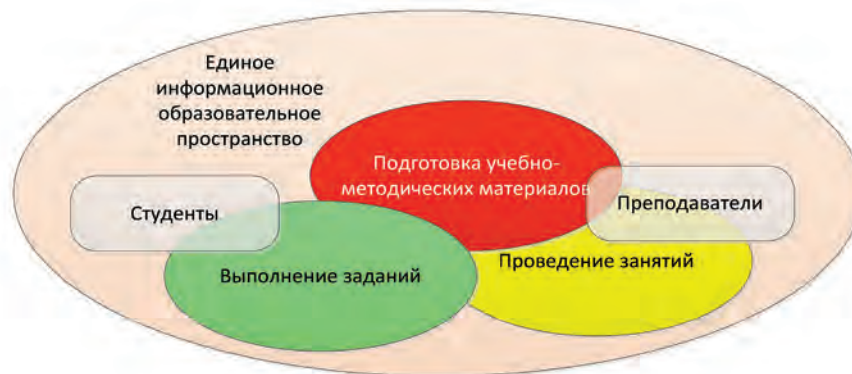 Единое
информационное
образовательное
пространство
Подготовка учебно-
методических материалов
Студенты
Преподаватели
Выполнение заданий
Проведение занятий